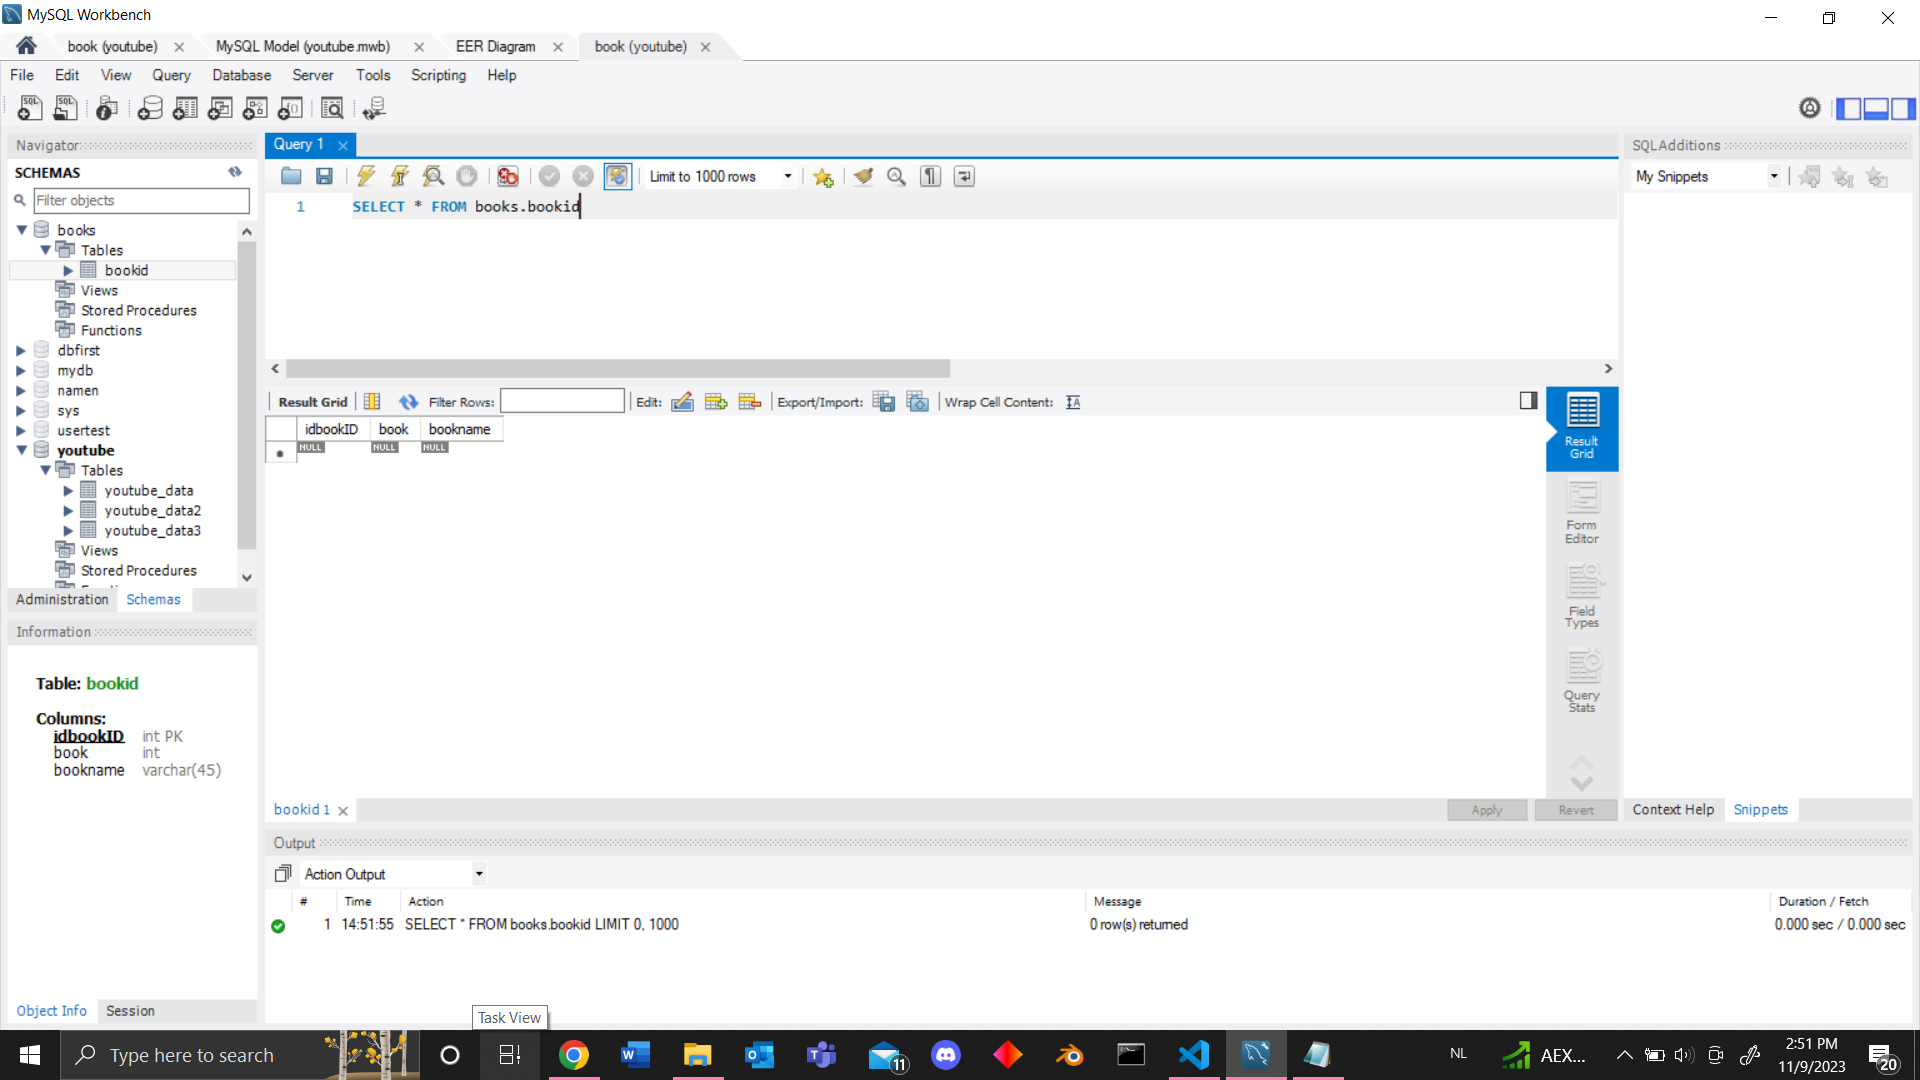 MySQL Workbench
book (youtube)
MySQL Model (youtube.mwb)
EER Diagram
book (youtube)
File Edit View Query Database Server Tools Scripting Help
Navigator
SCHEMAS
Filter objects
books
Tables
bookid
Views
Stored Procedures
Functions
dbfirst
mydb
namen
sys
usertest
youtube
Tables
youtube_data
youtube_data2
youtube_data3
Views
Stored Procedures
Administration Schemas
Information
Table: bookid
Columns:
idbookID int PK
book int
bookname varchar(45)
Object Info Session
Query 1
Limit to 1000 rows
1 SELECT * FROM books.bookid
Result Grid Filter Rows: Edit: Export/Import: Wrap Cell Content:
idbookID book bookname
NULL NULL NULL
Result
Grid
Form
Editor
Field
Types
Query
Stats
bookid 1
Apply Revert
Output
Action Output
# Time Action Message Duration / Fetch
1 14:51:55 SELECT * FROM books.bookid LIMIT 0, 1000 0 row(s) returned 0.000 sec / 0.000 sec
SQLAdditions
My Snippets
Context Help Snippets
Task View
Type here to search
11
NL
AEX...
2:51 PM
11/9/2023
20